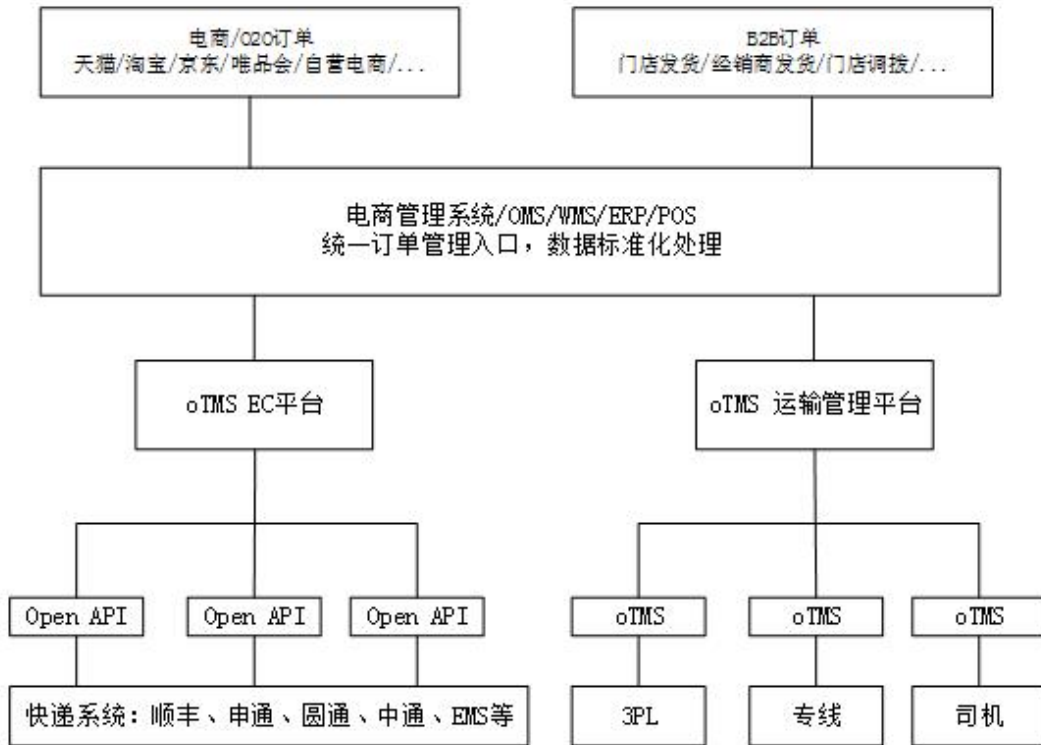 电商/O2O订单
天猫/淘宝/京东/唯品会/自营电商/...
B2B订单
门店发货/经销商发货/门店调拨/...
电商管理系统/OMS/WMS/ERP/POS
统一订单管理入口，数据标准化处理
oTMS EC平台
oTMS 运输管理平台
Open API
Open API
Open API
oTMS
oTMS
oTMS
快递系统：顺丰、申通、圆通、中通、EMS等
3PL
专线
司机